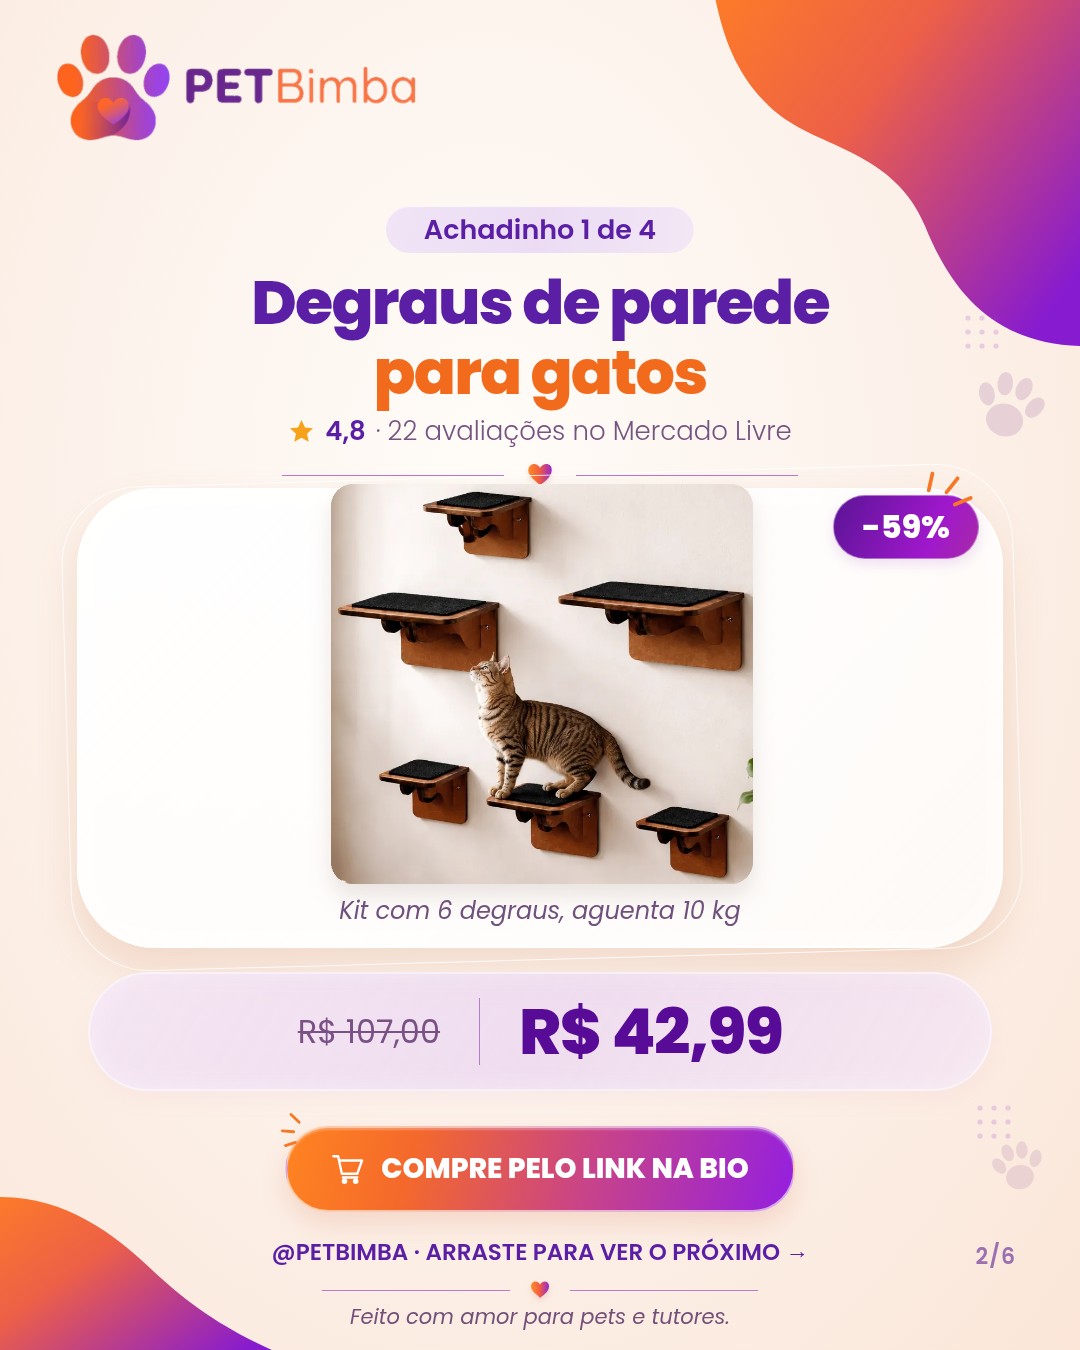 PETBimba
Achadinho 1 de 4
Degraus de parede
para gatos
4,8 · 22 avaliações no Mercado Livre
-59%
Kit com 6 degraus, aguenta 10 kg
R$ 107,00
R$ 42,99
COMPRE PELO LINK NA BIO
@PETBIMBA · ARRASTE PARA VER O PRÓXIMO →
2/6
Feito com amor para pets e tutores.